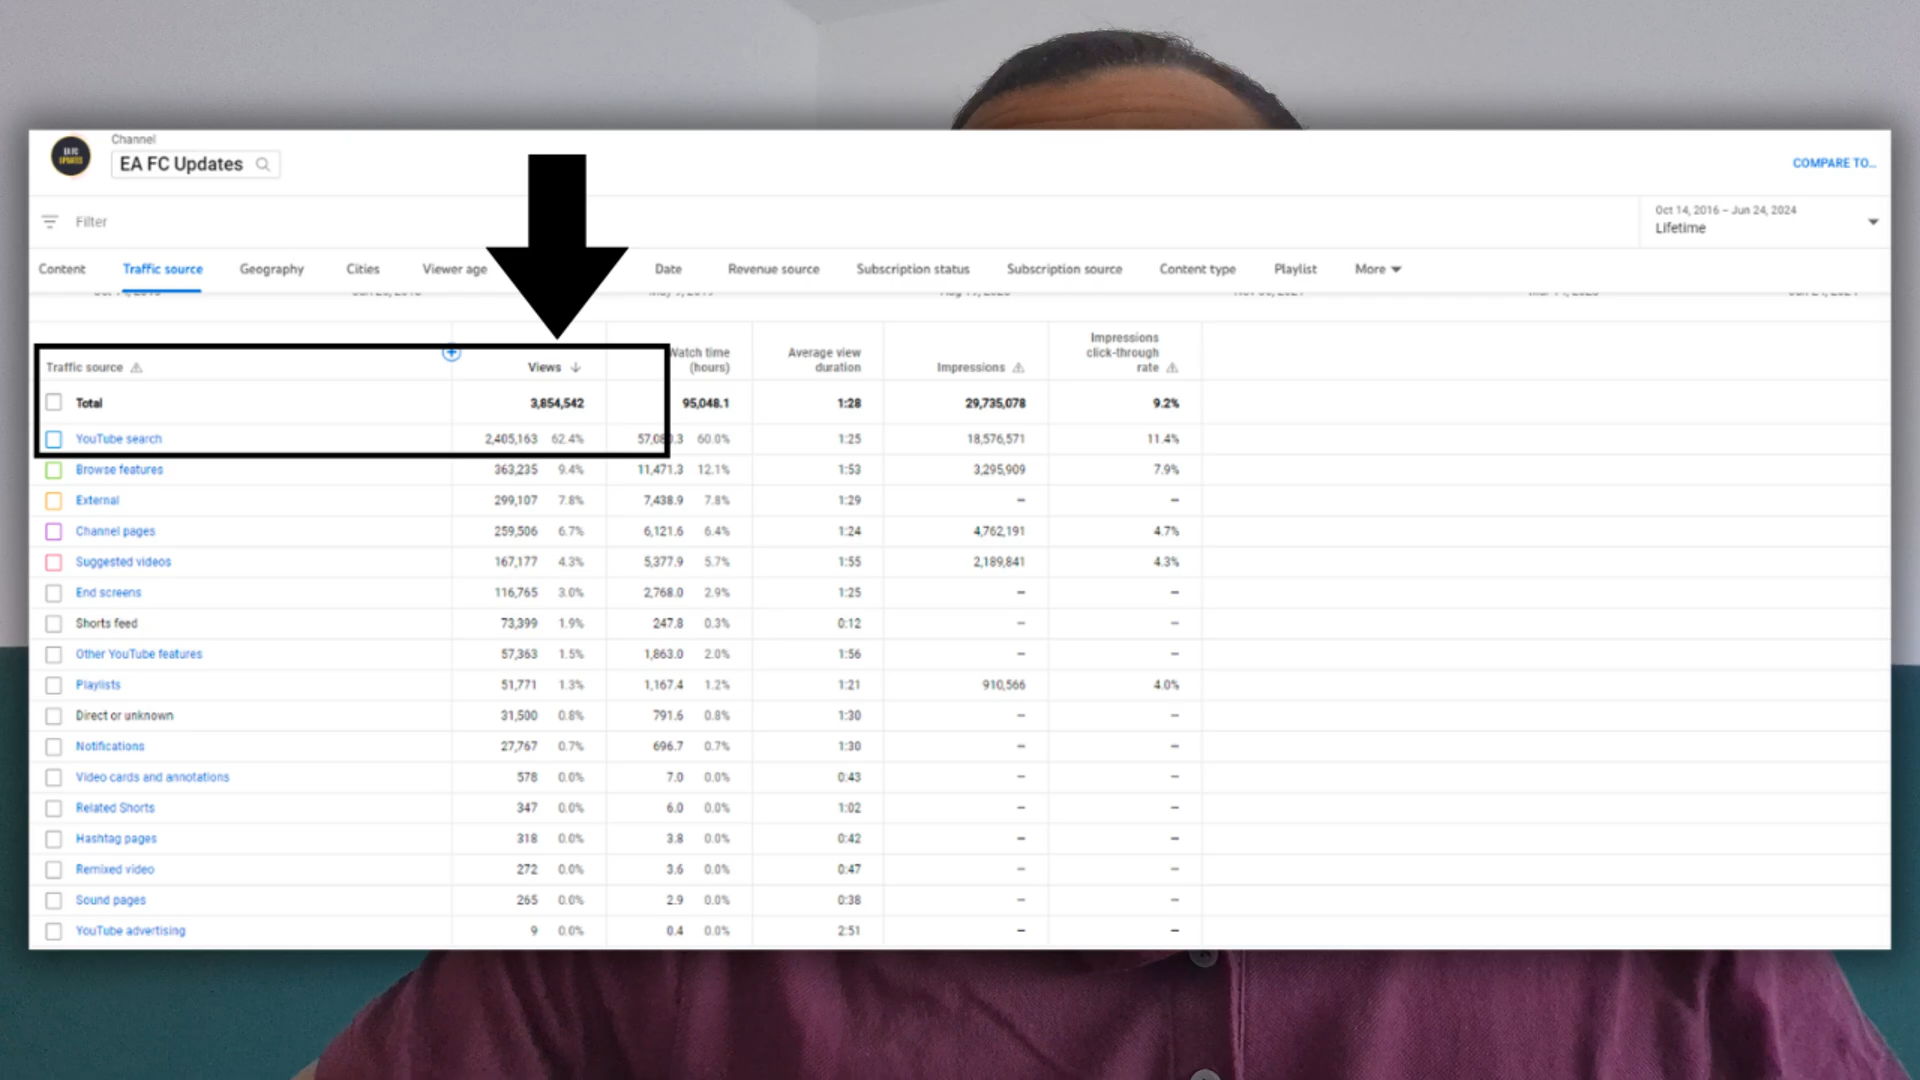 Channel
EA FC
UPDATES
EA FC Updates
COMPARE TO...
Filter
Oct 14, 2016 – Jun 24, 2024
Lifetime
Content Traffic source Geography Cities Viewer age Date Revenue source Subscription status Subscription source Content type Playlist More
Traffic source Views Watch time (hours) Average view duration Impressions Impressions click-through rate
Total 3,854,542 95,048.1 1:28 29,735,078 9.2%
YouTube search 2,405,163 62.4% 60.0% 1:25 18,576,571 11.4%
Browse features 363,235 9.4% 11,471.3 12.1% 1:53 3,295,909 7.9%
External 299,107 7.8% 7,438.9 7.8% 1:29 – –
Channel pages 259,506 6.7% 6,121.6 6.4% 1:24 4,762,191 4.7%
Suggested videos 167,177 4.3% 5,377.9 5.7% 1:55 2,189,841 4.3%
End screens 116,765 3.0% 2,768.0 2.9% 1:25 – –
Shorts feed 73,399 1.9% 247.8 0.3% 0:12 – –
Other YouTube features 57,363 1.5% 1,863.0 2.0% 1:56 – –
Playlists 51,771 1.3% 1,167.4 1.2% 1:21 910,566 4.0%
Direct or unknown 31,500 0.8% 791.6 0.8% 1:30 – –
Notifications 27,767 0.7% 696.7 0.7% 1:30 – –
Video cards and annotations 578 0.0% 7.0 0.0% 0:43 – –
Related Shorts 347 0.0% 6.0 0.0% 1:02 – –
Hashtag pages 318 0.0% 3.8 0.0% 0:42 – –
Remixed video 272 0.0% 3.6 0.0% 0:47 – –
Sound pages 265 0.0% 2.9 0.0% 0:38 – –
YouTube advertising 9 0.0% 0.4 0.0% 2:51 – –